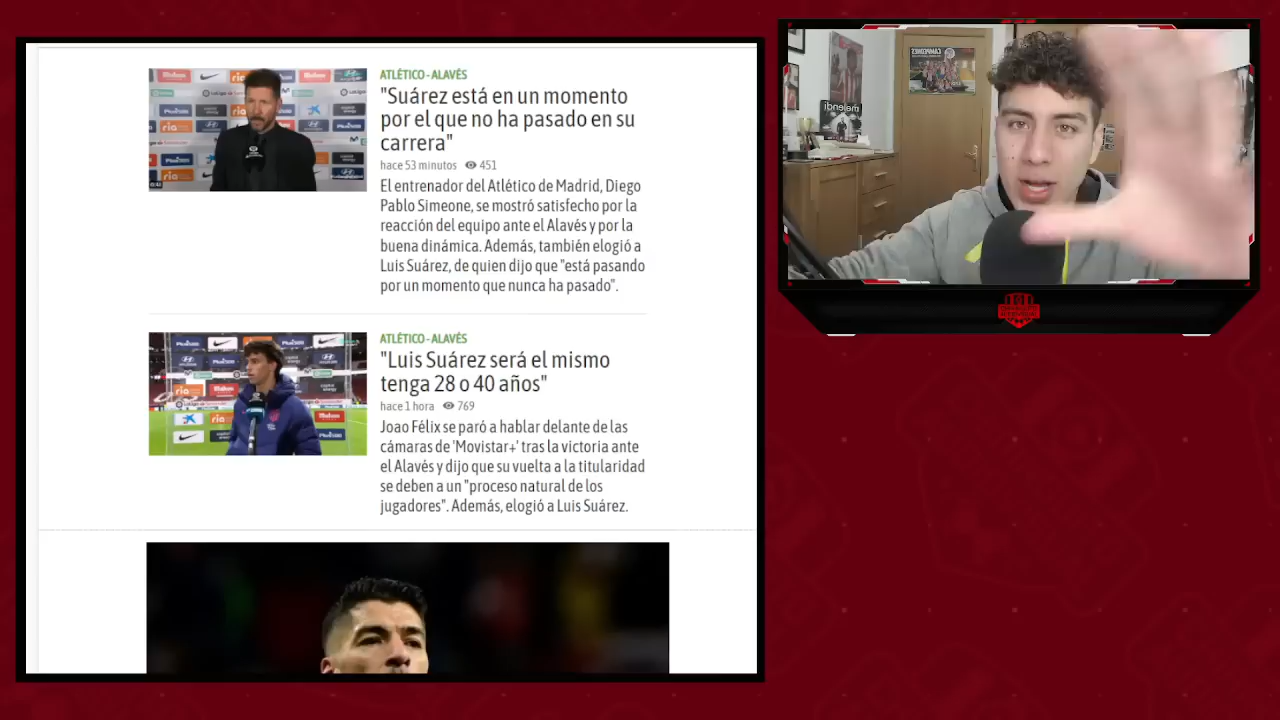 ATLÉTICO - ALAVÉS
"Suárez está en un momento
por el que no ha pasado en su
carrera"
hace 53 minutos 451
El entrenador del Atlético de Madrid, Diego
Pablo Simeone, se mostró satisfecho por la
reacción del equipo ante el Alavés y por la
buena dinámica. Además, también elogió a
Luis Suárez, de quien dijo que "está pasando
por un momento que nunca ha pasado".
ATLÉTICO - ALAVÉS
"Luis Suárez será el mismo
tenga 28 o 40 años"
hace 1 hora 769
Joao Félix se paró a hablar delante de las
cámaras de 'Movistar+' tras la victoria ante
el Alavés y dijo que su vuelta a la titularidad
se deben a un "proceso natural de los
jugadores". Además, elogió a Luis Suárez.
CAMPEONES
melendi